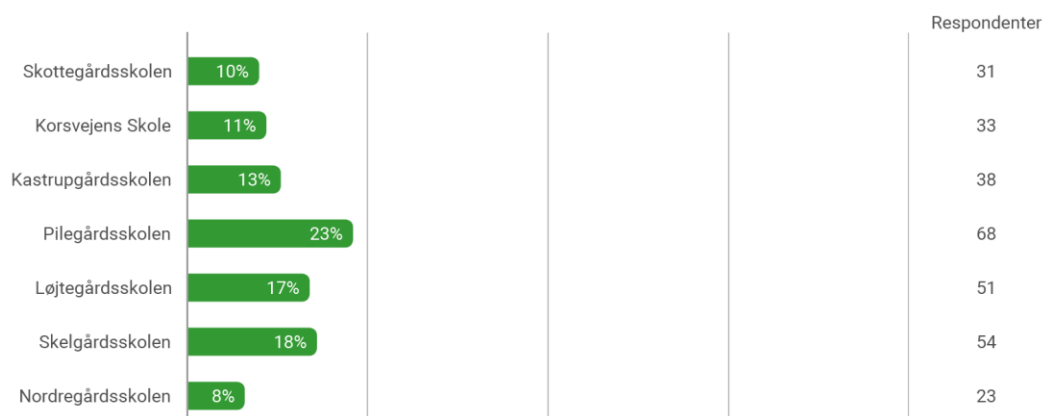 Respondenter
Skottegårdsskolen 10% 31
Korsvejens Skole 11% 33
Kastrupgårdsskolen 13% 38
Pilegårdsskolen 23% 68
Løjtegårdsskolen 17% 51
Skelgårdsskolen 18% 54
Nordregårdsskolen 8% 23